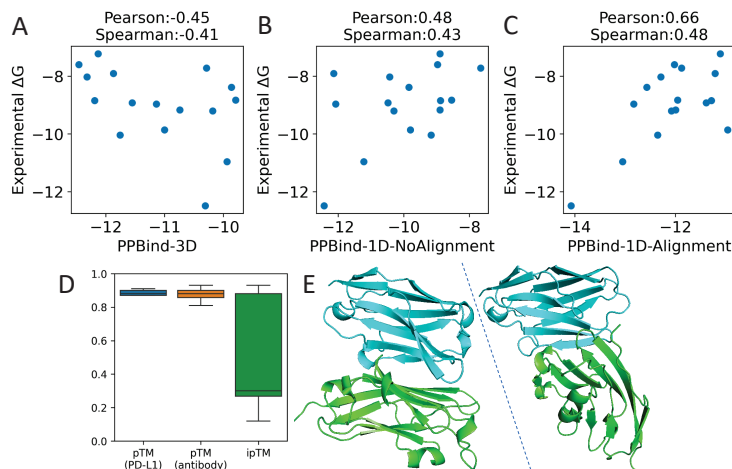 A
Pearson:-0.45
Spearman:-0.41
Experimental ΔG
−8
−10
−12
−12
−11
−10
PPBind-3D
B
Pearson:0.48
Spearman:0.43
Experimental ΔG
−8
−10
−12
−12
−10
−8
PPBind-1D-NoAlignment
C
Pearson:0.66
Spearman:0.48
Experimental ΔG
−8
−10
−12
−14
−12
PPBind-1D-Alignment
D
1.0
0.8
0.6
0.4
0.2
0.0
pTM
(PD-L1)
pTM
(antibody)
ipTM
E